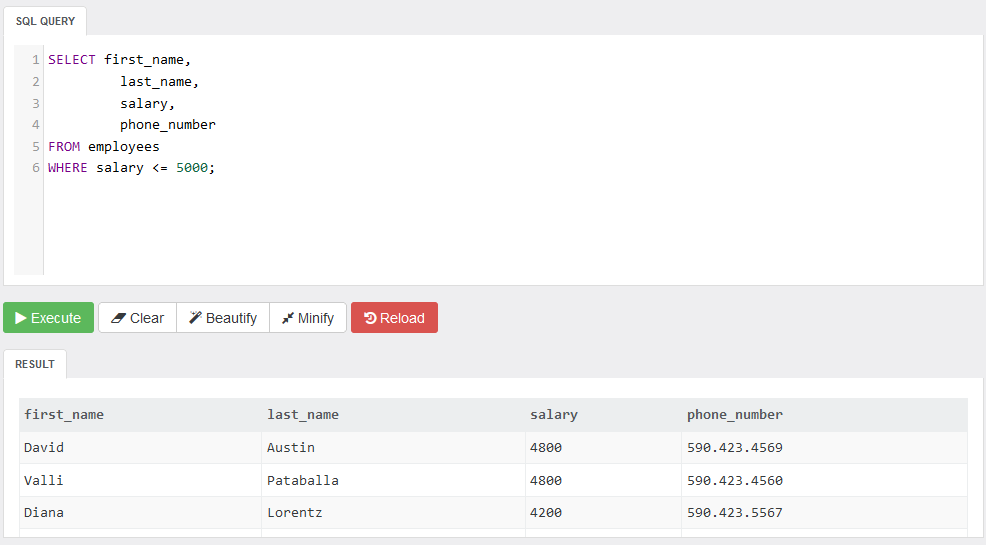 SQL QUERY
1 SELECT first_name,
2 last_name,
3 salary,
4 phone_number
5 FROM employees
6 WHERE salary <= 5000;
Execute Clear Beautify Minify Reload
RESULT
first_name last_name salary phone_number
David Austin 4800 590.423.4569
Valli Pataballa 4800 590.423.4560
Diana Lorentz 4200 590.423.5567